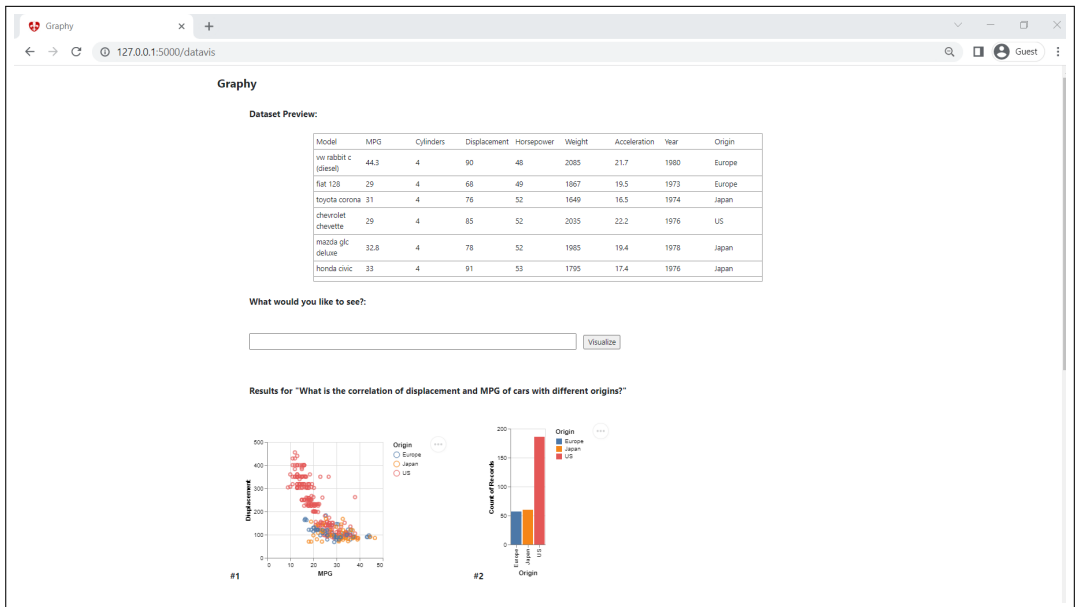 Graphy
127.0.0.1:5000/datavis
Guest
Graphy
Dataset Preview:
Model MPG Cylinders Displacement Horsepower Weight Acceleration Year Origin
vw rabbit c (diesel) 44.3 4 90 48 2085 21.7 1980 Europe
fiat 128 29 4 68 49 1867 19.5 1973 Europe
toyota corona 31 4 76 52 1649 16.5 1974 Japan
chevrolet chevette 29 4 85 52 2035 22.2 1976 US
mazda glc deluxe 32.8 4 78 52 1985 19.4 1978 Japan
honda civic 33 4 91 53 1795 17.4 1976 Japan
What would you like to see?:
Visualize
Results for "What is the correlation of displacement and MPG of cars with different origins?"
500
400
300
200
100
0
Displacement
0 10 20 30 40 50
MPG
Origin
Europe
Japan
US
#1
200
150
100
50
0
Count of Records
Europe
Japan
US
Origin
Origin
Europe
Japan
US
#2